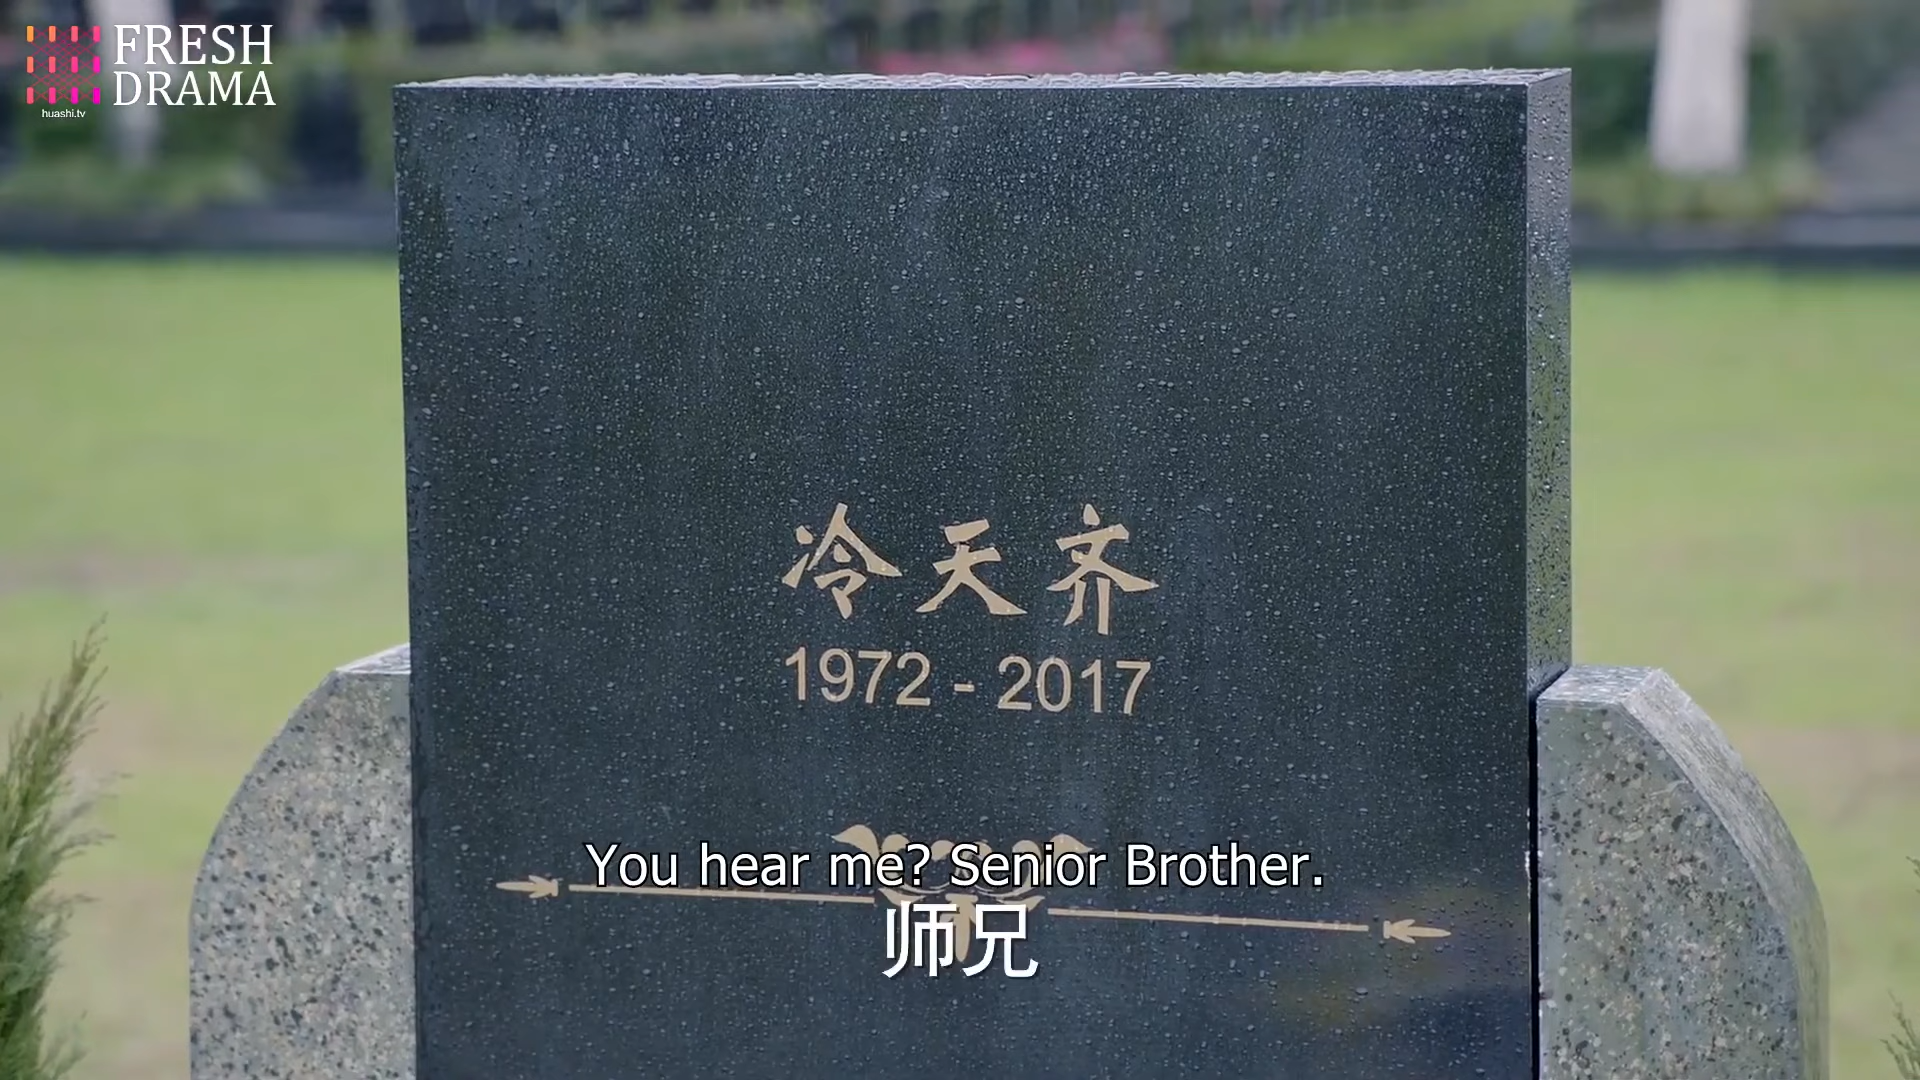 FRESH
DRAMA
huashi.tv
冷天齐
1972 - 2017
You hear me? Senior Brother.
师兄